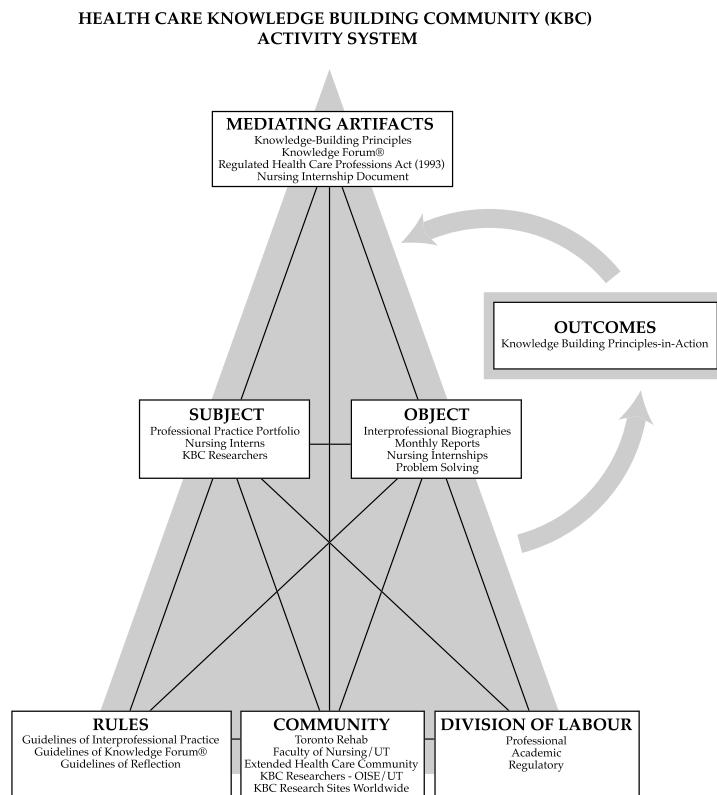 HEALTH CARE KNOWLEDGE BUILDING COMMUNITY (KBC)
ACTIVITY SYSTEM
MEDIATING ARTIFACTS
Knowledge-Building Principles
Knowledge Forum®
Regulated Health Care Professions Act (1993)
Nursing Internship Document
OUTCOMES
Knowledge Building Principles-in-Action
SUBJECT
Professional Practice Portfolio
Nursing Interns
KBC Researchers
OBJECT
Interprofessional Biographies
Monthly Reports
Nursing Internships
Problem Solving
RULES
Guidelines of Interprofessional Practice
Guidelines of Knowledge Forum®
Guidelines of Reflection
COMMUNITY
Toronto Rehab
Faculty of Nursing/UT
Extended Health Care Community
KBC Researchers - OISE/UT
KBC Research Sites Worldwide
DIVISION OF LABOUR
Professional
Academic
Regulatory